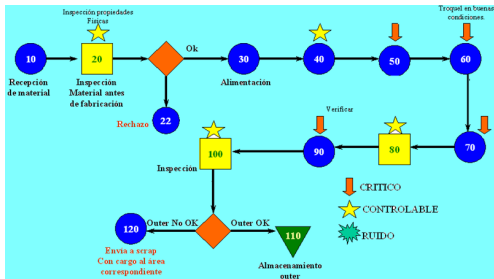 Inspección propiedades
Físicas
Troquel en buenas
condiciones
Ok
10
20
30
40
50
60
Recepción
de material
Inspección
Material antes
de fabricación
Alimentación
Rechazo
22
Verificar
100
90
80
70
Inspección
CRITICO
CONTROLABLE
RUIDO
120
Outer No OK
Outer OK
110
Envía a scrap
Con cargo al área
correspondiente
Almacenamiento
outer